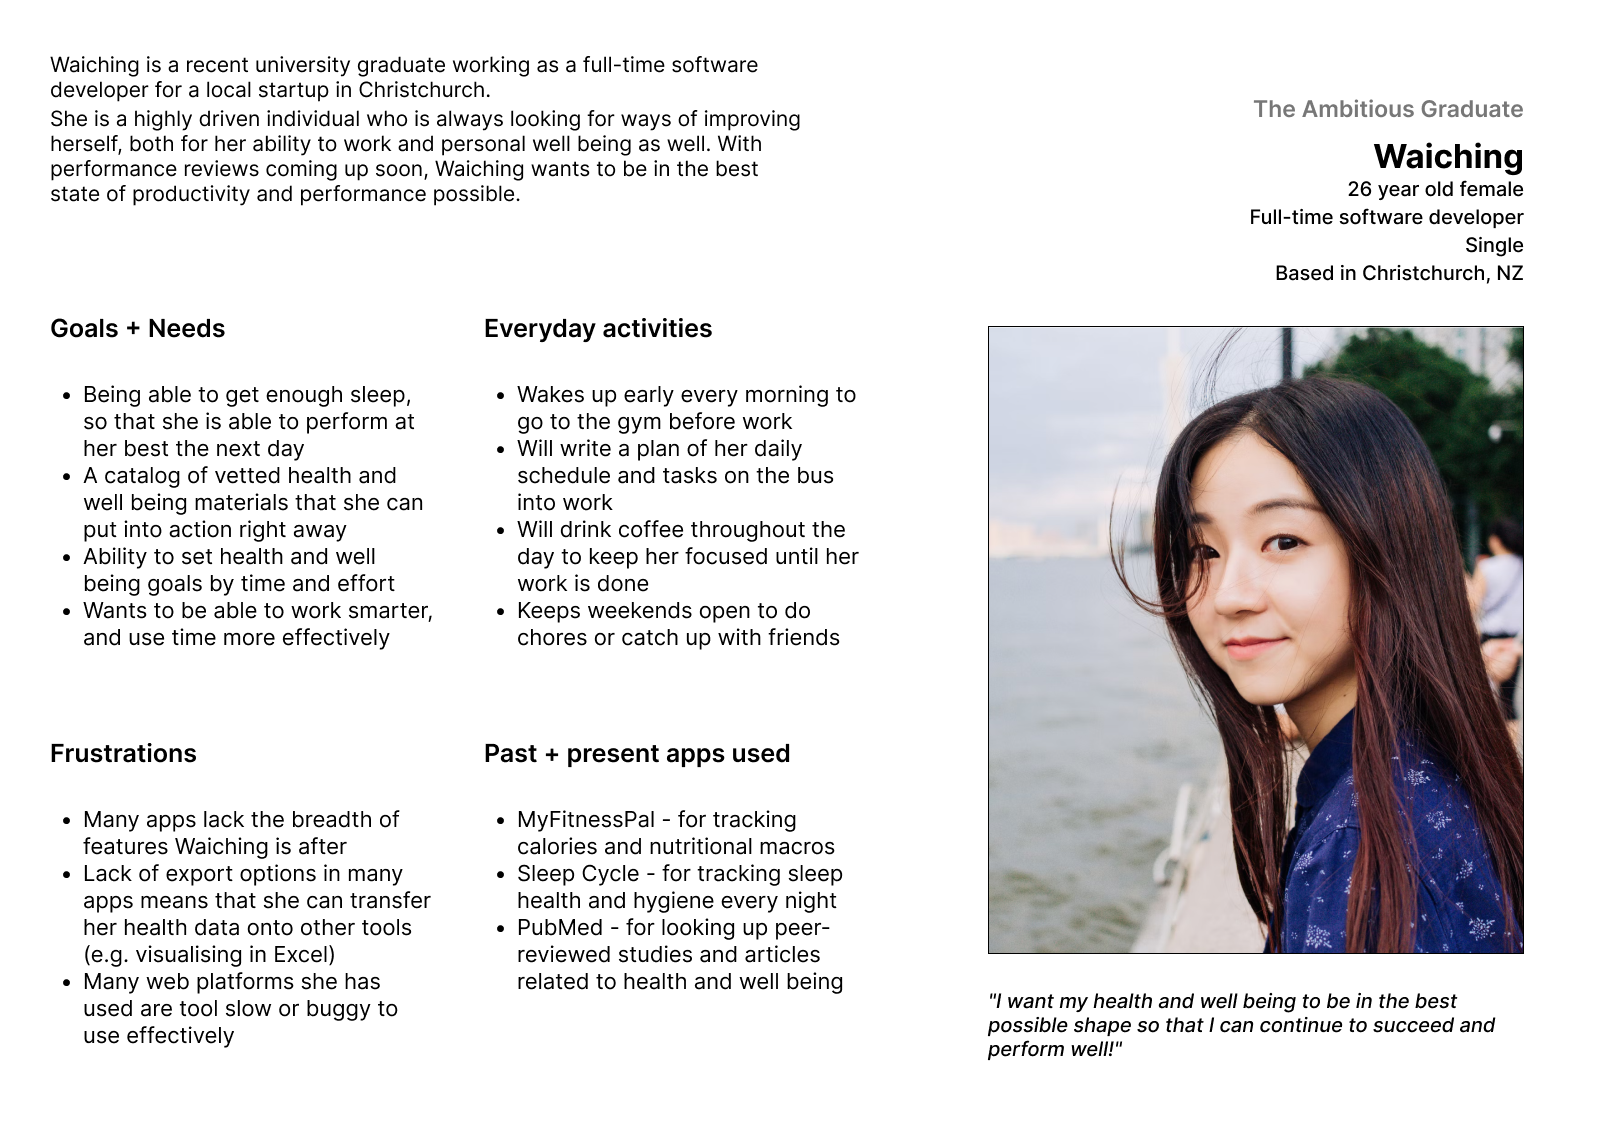 Waiching is a recent university graduate working as a full-time software
developer for a local startup in Christchurch.
She is a highly driven individual who is always looking for ways of improving
herself, both for her ability to work and personal well being as well. With
performance reviews coming up soon, Waiching wants to be in the best
state of productivity and performance possible.
The Ambitious Graduate
Waiching
26 year old female
Full-time software developer
Single
Based in Christchurch, NZ
Goals + Needs
• Being able to get enough sleep,
so that she is able to perform at
her best the next day
• A catalog of vetted health and
well being materials that she can
put into action right away
• Ability to set health and well
being goals by time and effort
• Wants to be able to work smarter,
and use time more effectively
Everyday activities
• Wakes up early every morning to
go to the gym before work
• Will write a plan of her daily
schedule and tasks on the bus
into work
• Will drink coffee throughout the
day to keep her focused until her
work is done
• Keeps weekends open to do
chores or catch up with friends
Frustrations
• Many apps lack the breadth of
features Waiching is after
• Lack of export options in many
apps means that she can transfer
her health data onto other tools
(e.g. visualising in Excel)
• Many web platforms she has
used are tool slow or buggy to
use effectively
Past + present apps used
• MyFitnessPal - for tracking
calories and nutritional macros
• Sleep Cycle - for tracking sleep
health and hygiene every night
• PubMed - for looking up peer-
reviewed studies and articles
related to health and well being
"I want my health and well being to be in the best
possible shape so that I can continue to succeed and
perform well!"